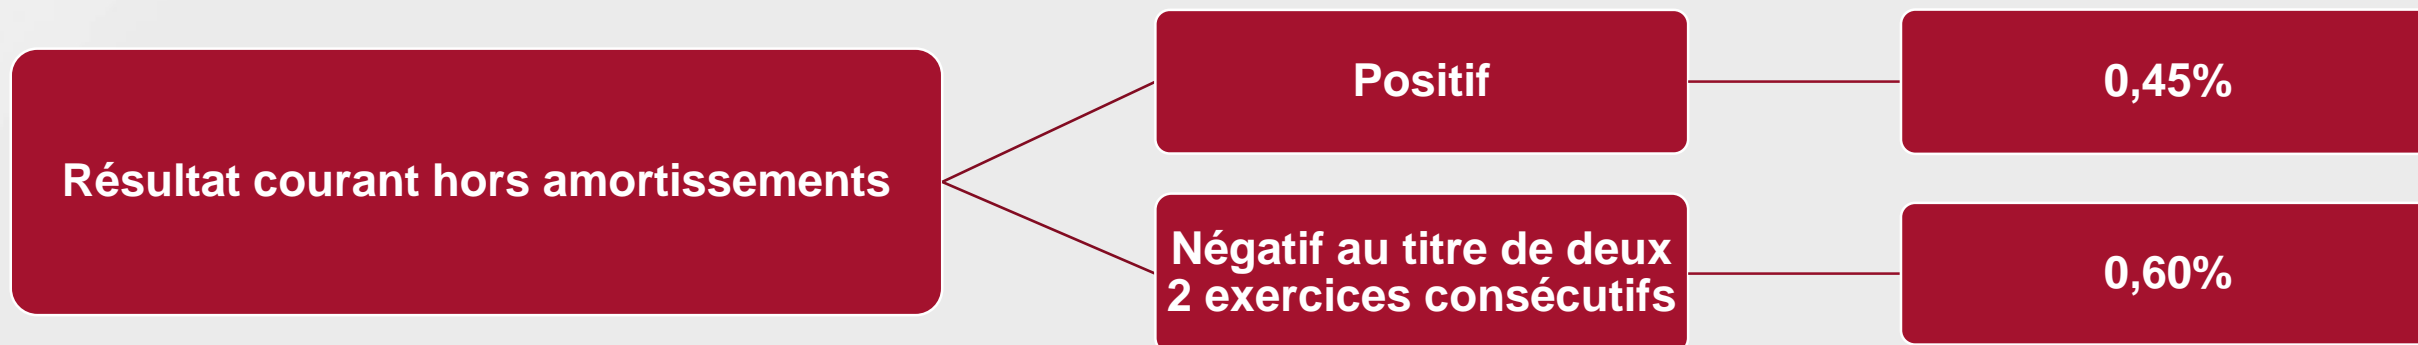 Résultat courant hors amortissements
Positif
0,45%
Négatif au titre de deux
2 exercices consécutifs
0,60%